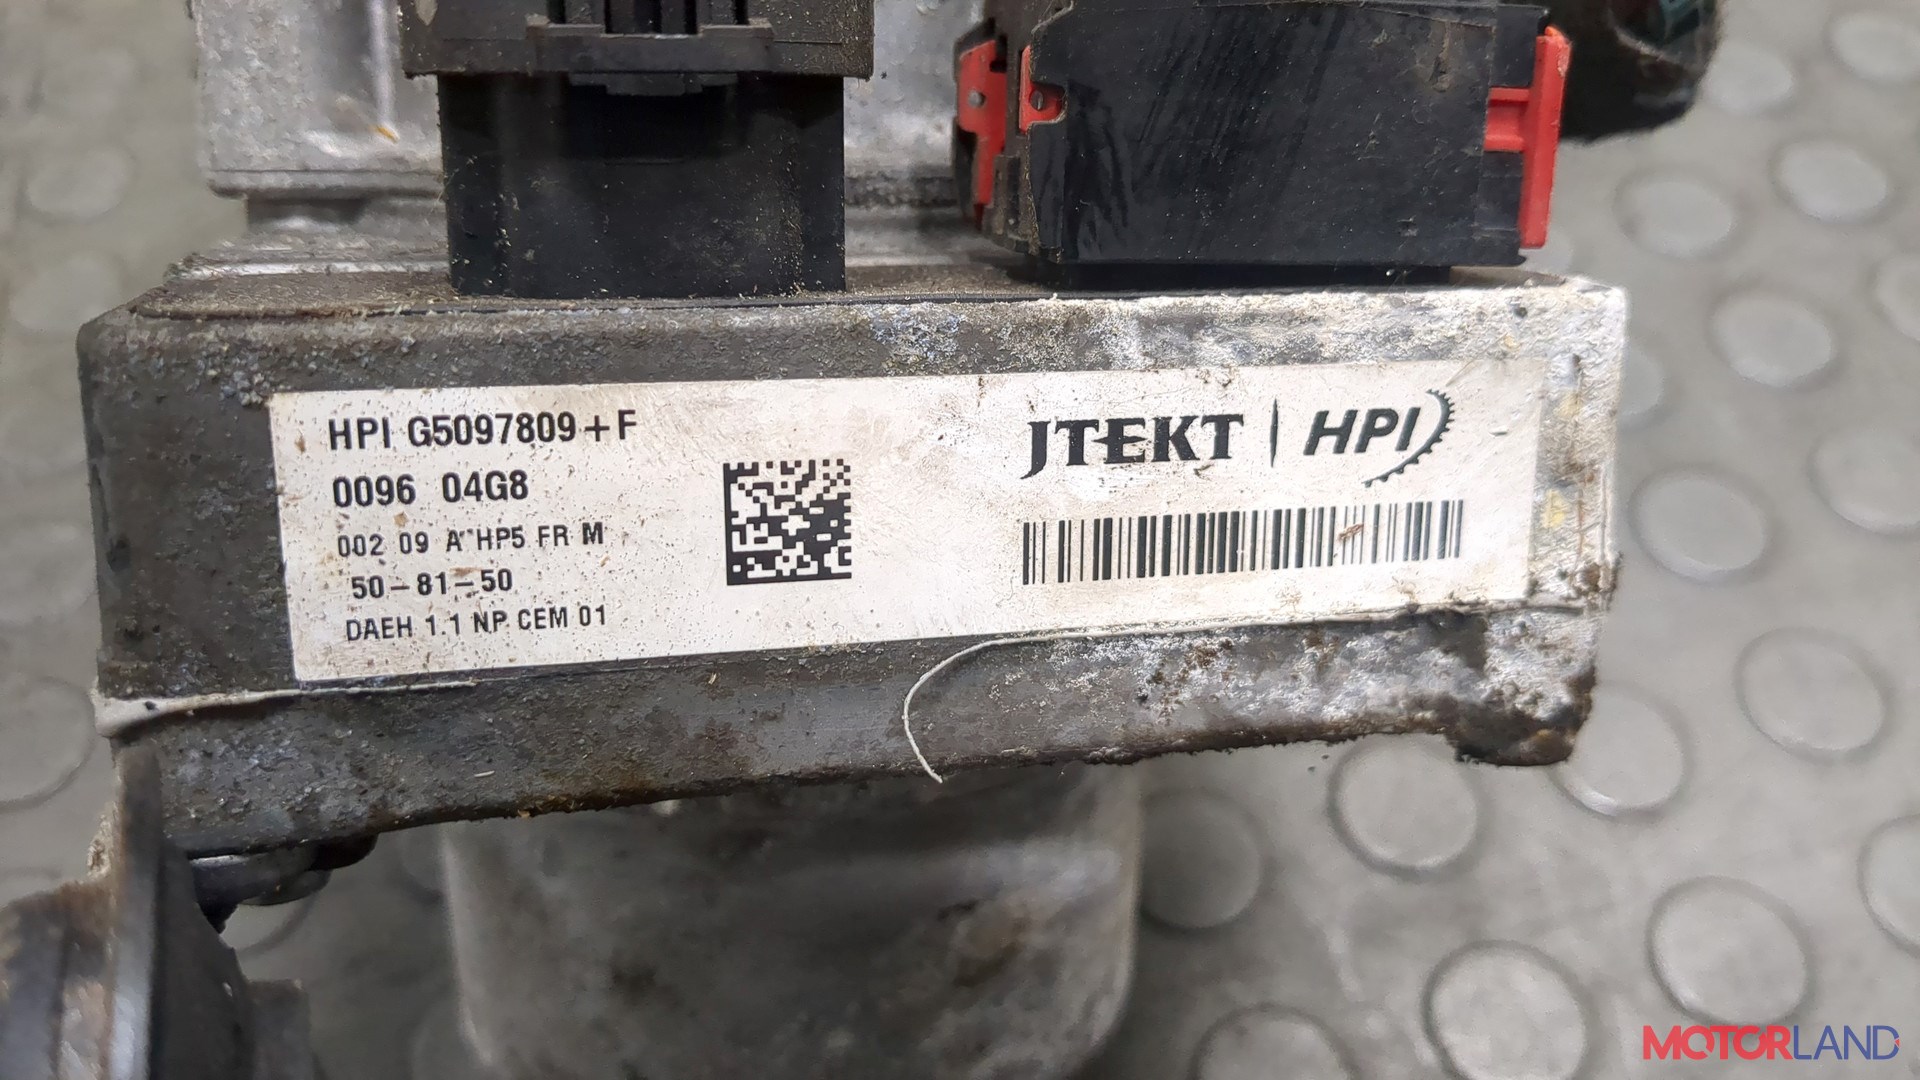 HPI G5097809+F
0096 04G8
002 09 A HP5 FR M
50-81-50
DAEH 1.1 NP CEM 01
JTEKT | HPI
MOTORLAND